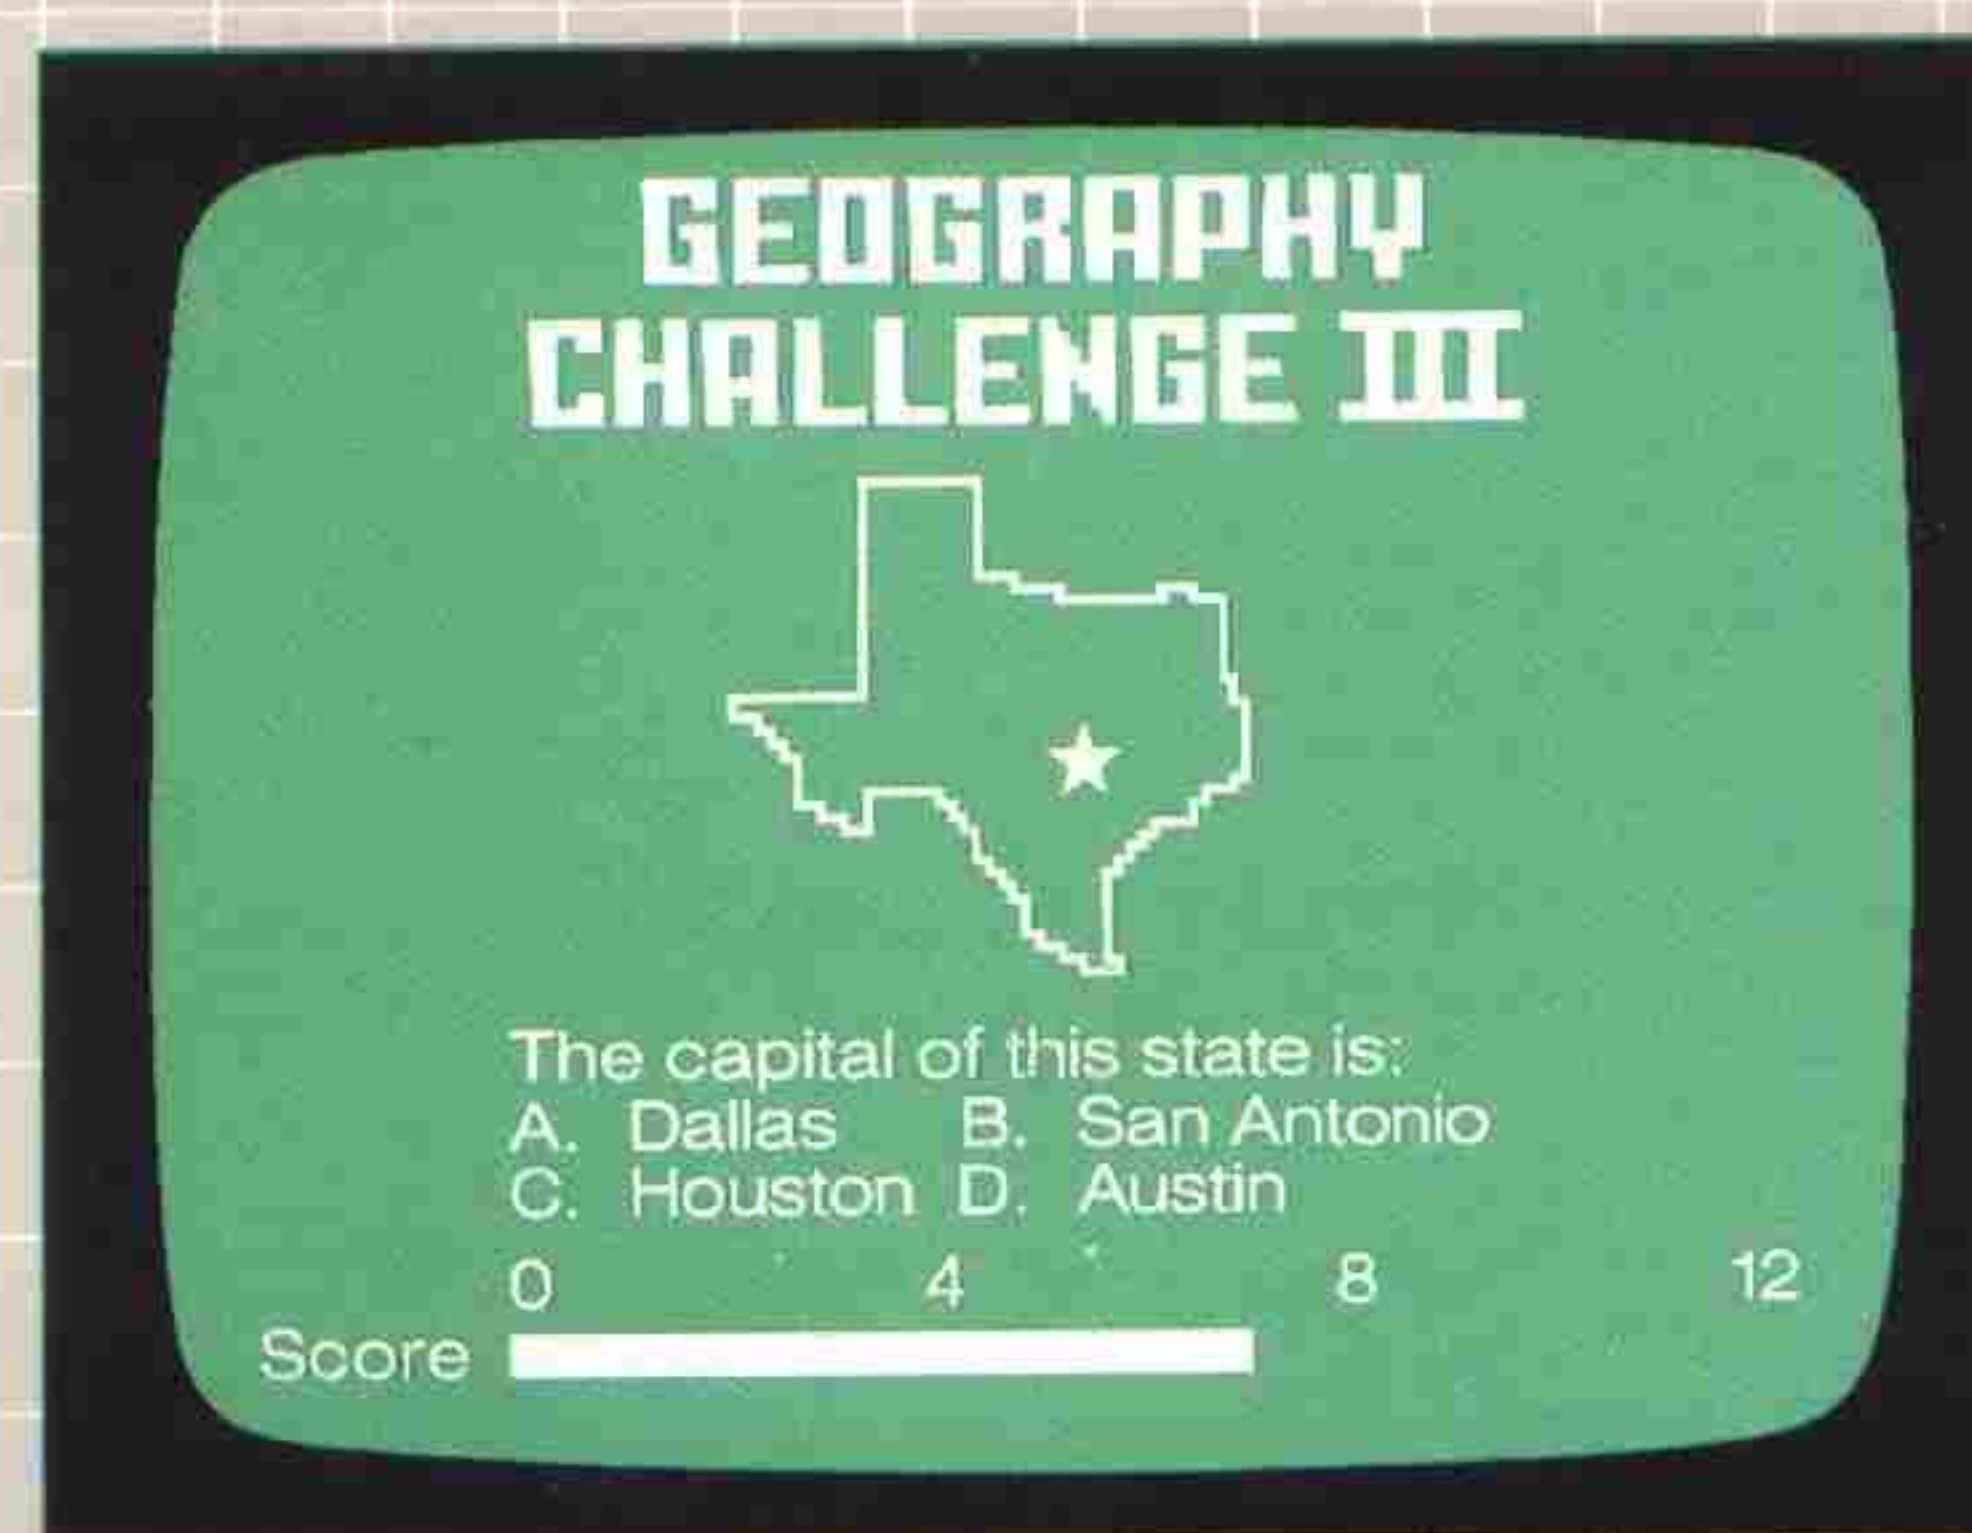 GEOGRAPHY
CHALLENGE III
The capital of this state is:
A. Dallas B. San Antonio
C. Houston D. Austin
0 4 8 12
Score